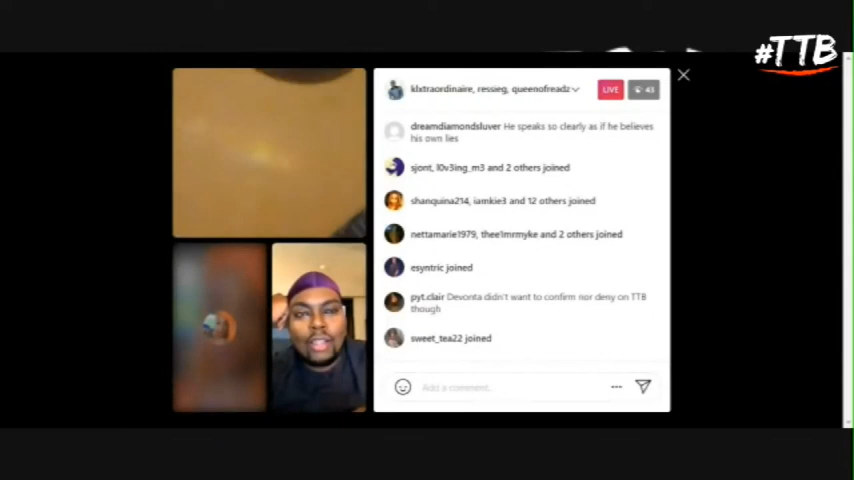 #TTB
klxtraordinaire, ressieg, queenofreadz
LIVE
43
dreamdiamondsluver He speaks so clearly as if he believes
his own lies
sjont, l0v3ing_m3 and 2 others joined
shanquina214, iamkie3 and 12 others joined
nettamarie1979, thee1mrmyke and 2 others joined
esyntric joined
pyt.clair Devonta didn't want to confirm nor deny on TTB
though
sweet_tea22 joined
Add a comment...